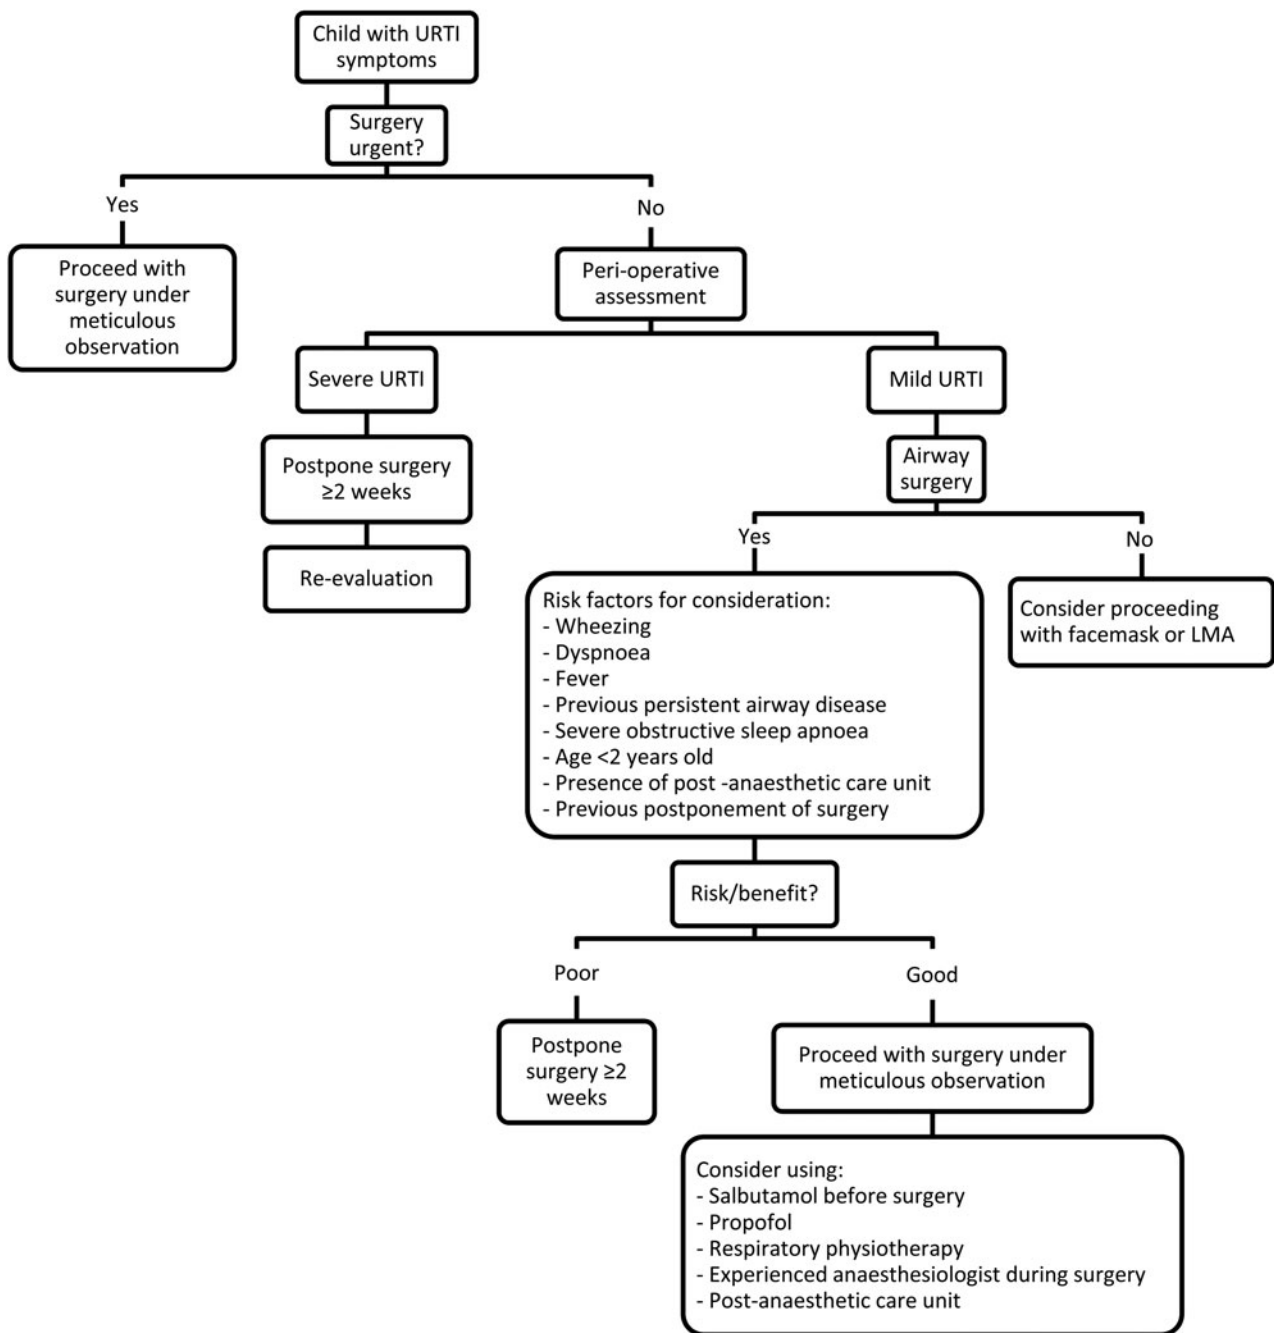 Child with URTI
symptoms
Surgery
urgent?
Yes
No
Proceed with
surgery under
meticulous
observation
Peri-operative
assessment
Severe URTI
Mild URTI
Postpone surgery
≥2 weeks
Airway
surgery
Re-evaluation
Yes
No
Risk factors for consideration:
- Wheezing
- Dyspnoea
- Fever
- Previous persistent airway disease
- Severe obstructive sleep apnoea
- Age <2 years old
- Presence of post -anaesthetic care unit
- Previous postponement of surgery
Consider proceeding
with facemask or LMA
Risk/benefit?
Poor
Good
Postpone
surgery ≥2
weeks
Proceed with surgery under
meticulous observation
Consider using:
- Salbutamol before surgery
- Propofol
- Respiratory physiotherapy
- Experienced anaesthesiologist during surgery
- Post-anaesthetic care unit